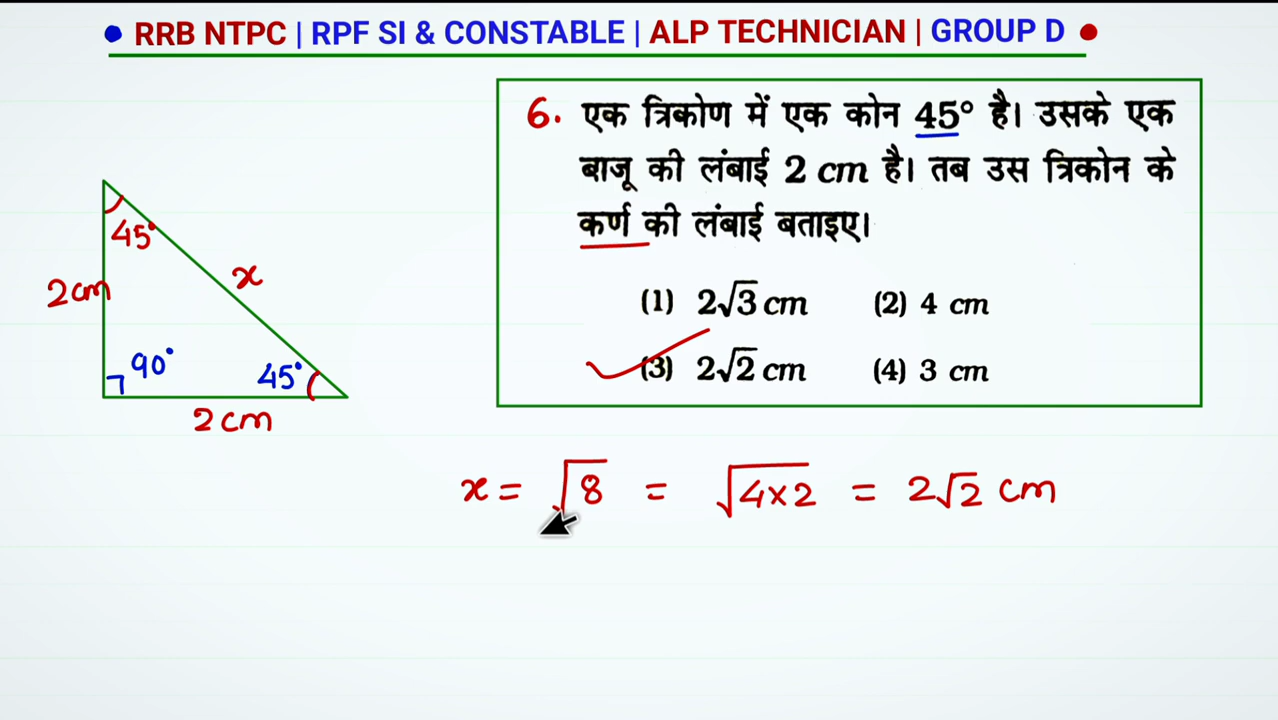 • RRB NTPC | RPF SI & CONSTABLE | ALP TECHNICIAN | GROUP D •
6. एक त्रिकोण में एक कोन 45° है। उसके एक
बाजू की लंबाई 2 cm है। तब उस त्रिकोन के
कर्ण की लंबाई बताइए।
(1) 2√3 cm (2) 4 cm
(3) 2√2 cm (4) 3 cm
45°
x
2cm
90° 45°
2cm
x = √8 = √4×2 = 2√2 cm